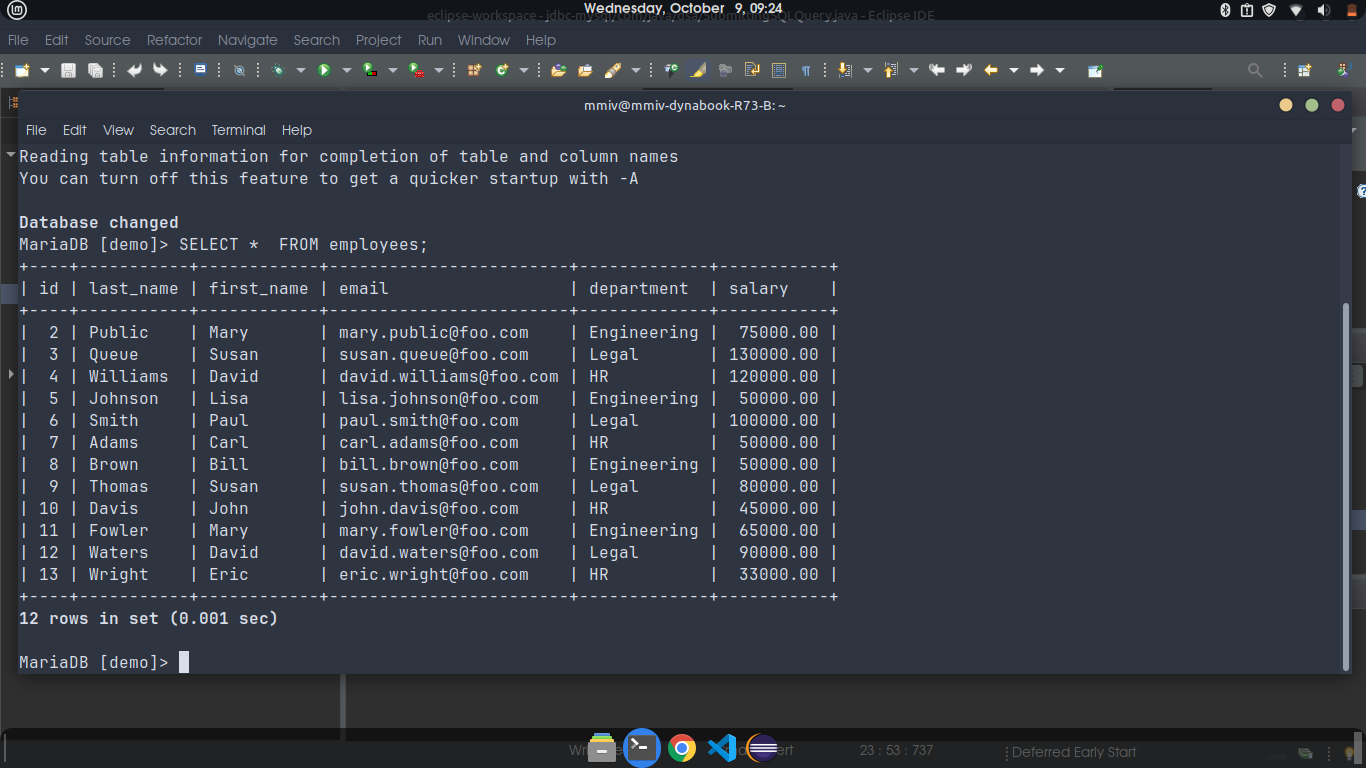 Wednesday, October 9, 09:24
eclipse-workspace - jdbc-mysql/com/java/dsa/SubmittingSQLQuery.java - Eclipse IDE
File Edit Source Refactor Navigate Search Project Run Window Help
mmiv@mmiv-dynabook-R73-B: ~
File Edit View Search Terminal Help
Reading table information for completion of table and column names
You can turn off this feature to get a quicker startup with -A
Database changed
MariaDB [demo]> SELECT *  FROM employees;
+----+-----------+------------+------------------------+-------------+-----------+
| id | last_name | first_name | email                  | department  | salary    |
+----+-----------+------------+------------------------+-------------+-----------+
|  2 | Public    | Mary       | mary.public@foo.com    | Engineering |  75000.00 |
|  3 | Queue     | Susan      | susan.queue@foo.com    | Legal       | 130000.00 |
|  4 | Williams  | David      | david.williams@foo.com | HR          | 120000.00 |
|  5 | Johnson   | Lisa       | lisa.johnson@foo.com   | Engineering |  50000.00 |
|  6 | Smith     | Paul       | paul.smith@foo.com     | Legal       | 100000.00 |
|  7 | Adams     | Carl       | carl.adams@foo.com     | HR          |  50000.00 |
|  8 | Brown     | Bill       | bill.brown@foo.com     | Engineering |  50000.00 |
|  9 | Thomas    | Susan      | susan.thomas@foo.com   | Legal       |  80000.00 |
| 10 | Davis     | John       | john.davis@foo.com     | HR          |  45000.00 |
| 11 | Fowler    | Mary       | mary.fowler@foo.com    | Engineering |  65000.00 |
| 12 | Waters    | David      | david.waters@foo.com   | Legal       |  90000.00 |
| 13 | Wright    | Eric       | eric.wright@foo.com    | HR          |  33000.00 |
+----+-----------+------------+------------------------+-------------+-----------+
12 rows in set (0.001 sec)
MariaDB [demo]>
23 : 53 : 737 Deferred Early Start